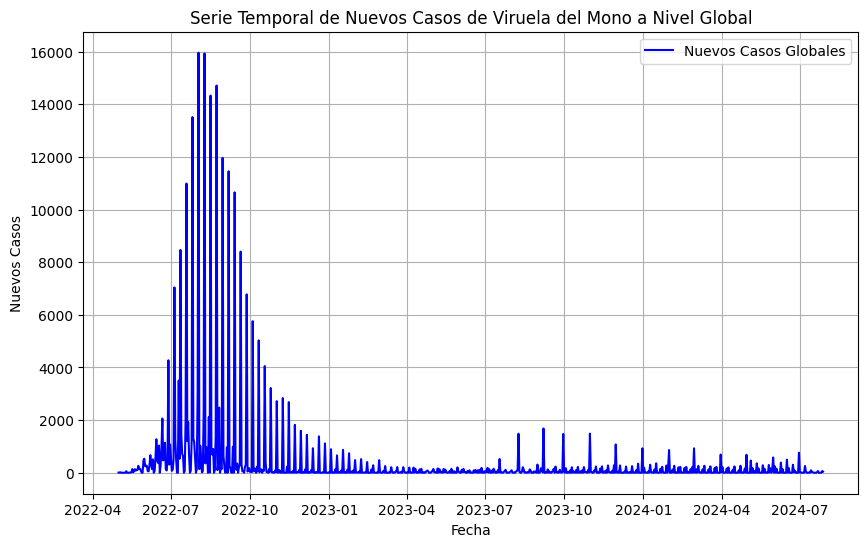 Serie Temporal de Nuevos Casos de Viruela del Mono a Nivel Global
Nuevos Casos Globales
16000
14000
12000
10000
8000
6000
4000
2000
0
Nuevos Casos
2022-04 2022-07 2022-10 2023-01 2023-04 2023-07 2023-10 2024-01 2024-04 2024-07
Fecha